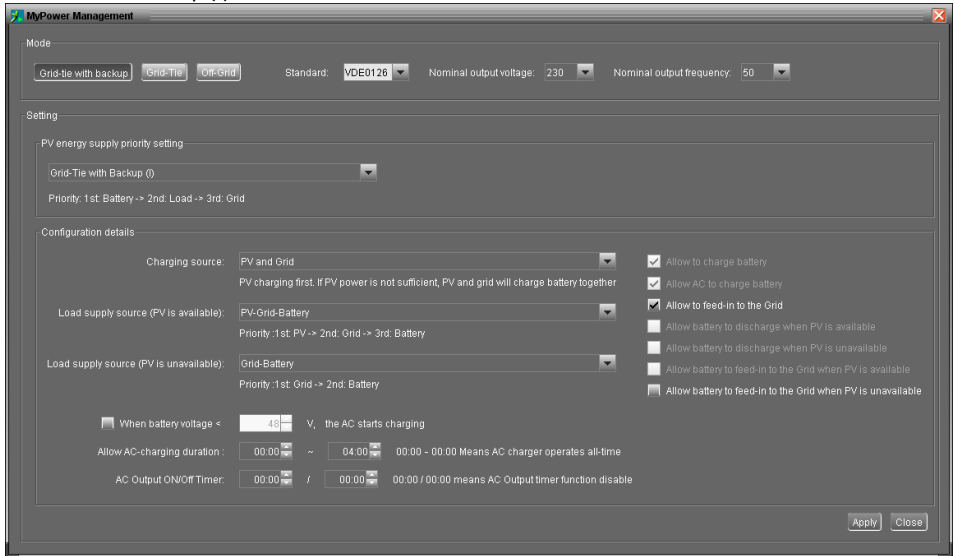 MyPower Management
Mode
Grid-tie with backup Grid-Tie Off-Grid Standard: VDE0126 Nominal output voltage: 230 Nominal output frequency: 50
Setting
PV energy supply priority setting
Grid-Tie with Backup (I)
Priority: 1st: Battery -> 2nd: Load -> 3rd: Grid
Configuration details
Charging source: PV and Grid
PV charging first. If PV power is not sufficient, PV and grid will charge battery together
Load supply source (PV is available): PV-Grid-Battery
Priority :1st: PV -> 2nd: Grid -> 3rd: Battery
Load supply source (PV is unavailable): Grid-Battery
Priority :1st: Grid -> 2nd: Battery
Allow to charge battery
Allow AC to charge battery
Allow to feed-in to the Grid
Allow battery to discharge when PV is available
Allow battery to discharge when PV is unavailable
Allow battery to feed-in to the Grid when PV is available
Allow battery to feed-in to the Grid when PV is unavailable
When battery voltage < 48 V, the AC starts charging
Allow AC-charging duration : 00:00 ~ 04:00 00:00 - 00:00 Means AC charger operates all-time
AC Output ON/Off Timer: 00:00 / 00:00 00:00 / 00:00 means AC Output timer function disable
Apply Close